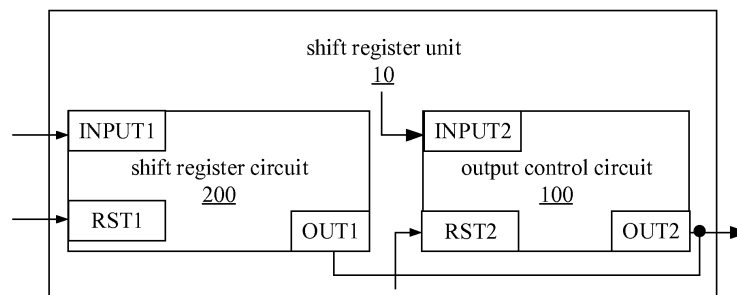 shift register unit
10
INPUT1
INPUT2
shift register circuit
200
output control circuit
100
RST1
OUT1
RST2
OUT2